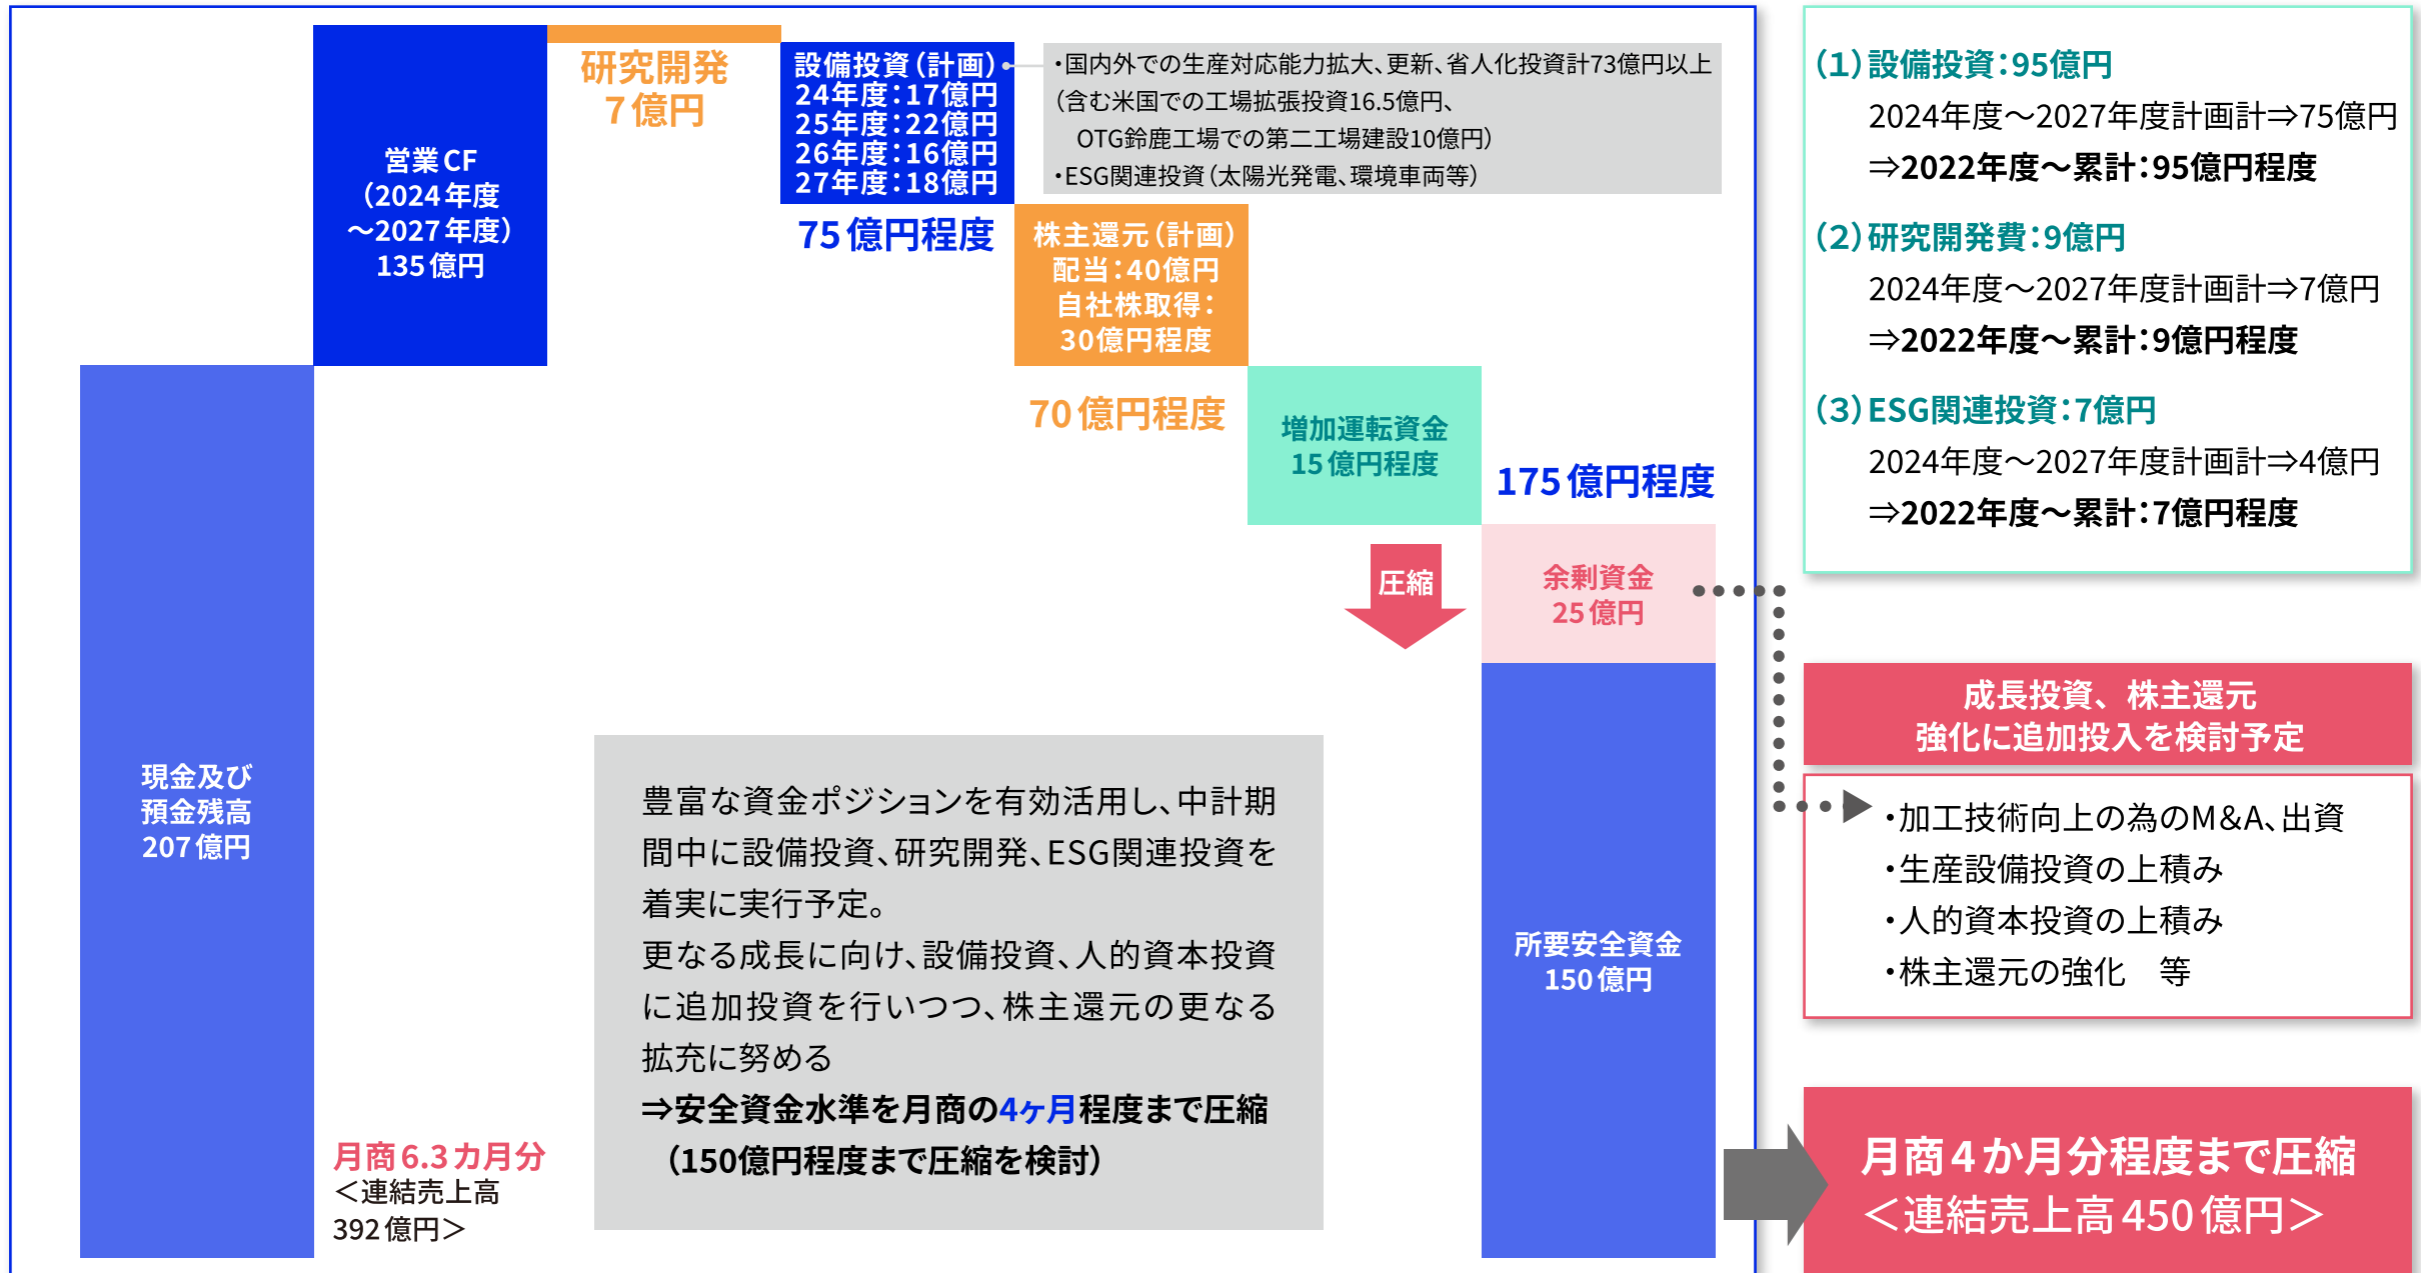 現金及び
預金残高
207億円
月商6.3カ月分
＜連結売上高
392億円＞
営業CF
（2024年度
～2027年度）
135億円
研究開発
7億円
設備投資（計画）
24年度：17億円
25年度：22億円
26年度：16億円
27年度：18億円
75億円程度
・国内外での生産対応能力拡大、更新、省人化投資計73億円以上
（含む米国での工場拡張投資16.5億円、
OTG鈴鹿工場での第二工場建設10億円）
・ESG関連投資（太陽光発電、環境車両等）
株主還元（計画）
配当：40億円
自社株取得：
30億円程度
70億円程度
増加運転資金
15億円程度
圧縮
175億円程度
余剰資金
25億円
所要安全資金
150億円
豊富な資金ポジションを有効活用し、中計期
間中に設備投資、研究開発、ESG関連投資を
着実に実行予定。
更なる成長に向け、設備投資、人的資本投資
に追加投資を行いつつ、株主還元の更なる
拡充に努める
⇒安全資金水準を月商の4ヶ月程度まで圧縮
（150億円程度まで圧縮を検討）
（1）設備投資：95億円
2024年度～2027年度計画計⇒75億円
⇒2022年度～累計：95億円程度
（2）研究開発費：9億円
2024年度～2027年度計画計⇒7億円
⇒2022年度～累計：9億円程度
（3）ESG関連投資：7億円
2024年度～2027年度計画計⇒4億円
⇒2022年度～累計：7億円程度
成長投資、株主還元
強化に追加投入を検討予定
・加工技術向上の為のM&A、出資
・生産設備投資の上積み
・人的資本投資の上積み
・株主還元の強化　等
月商4か月分程度まで圧縮
＜連結売上高450億円＞